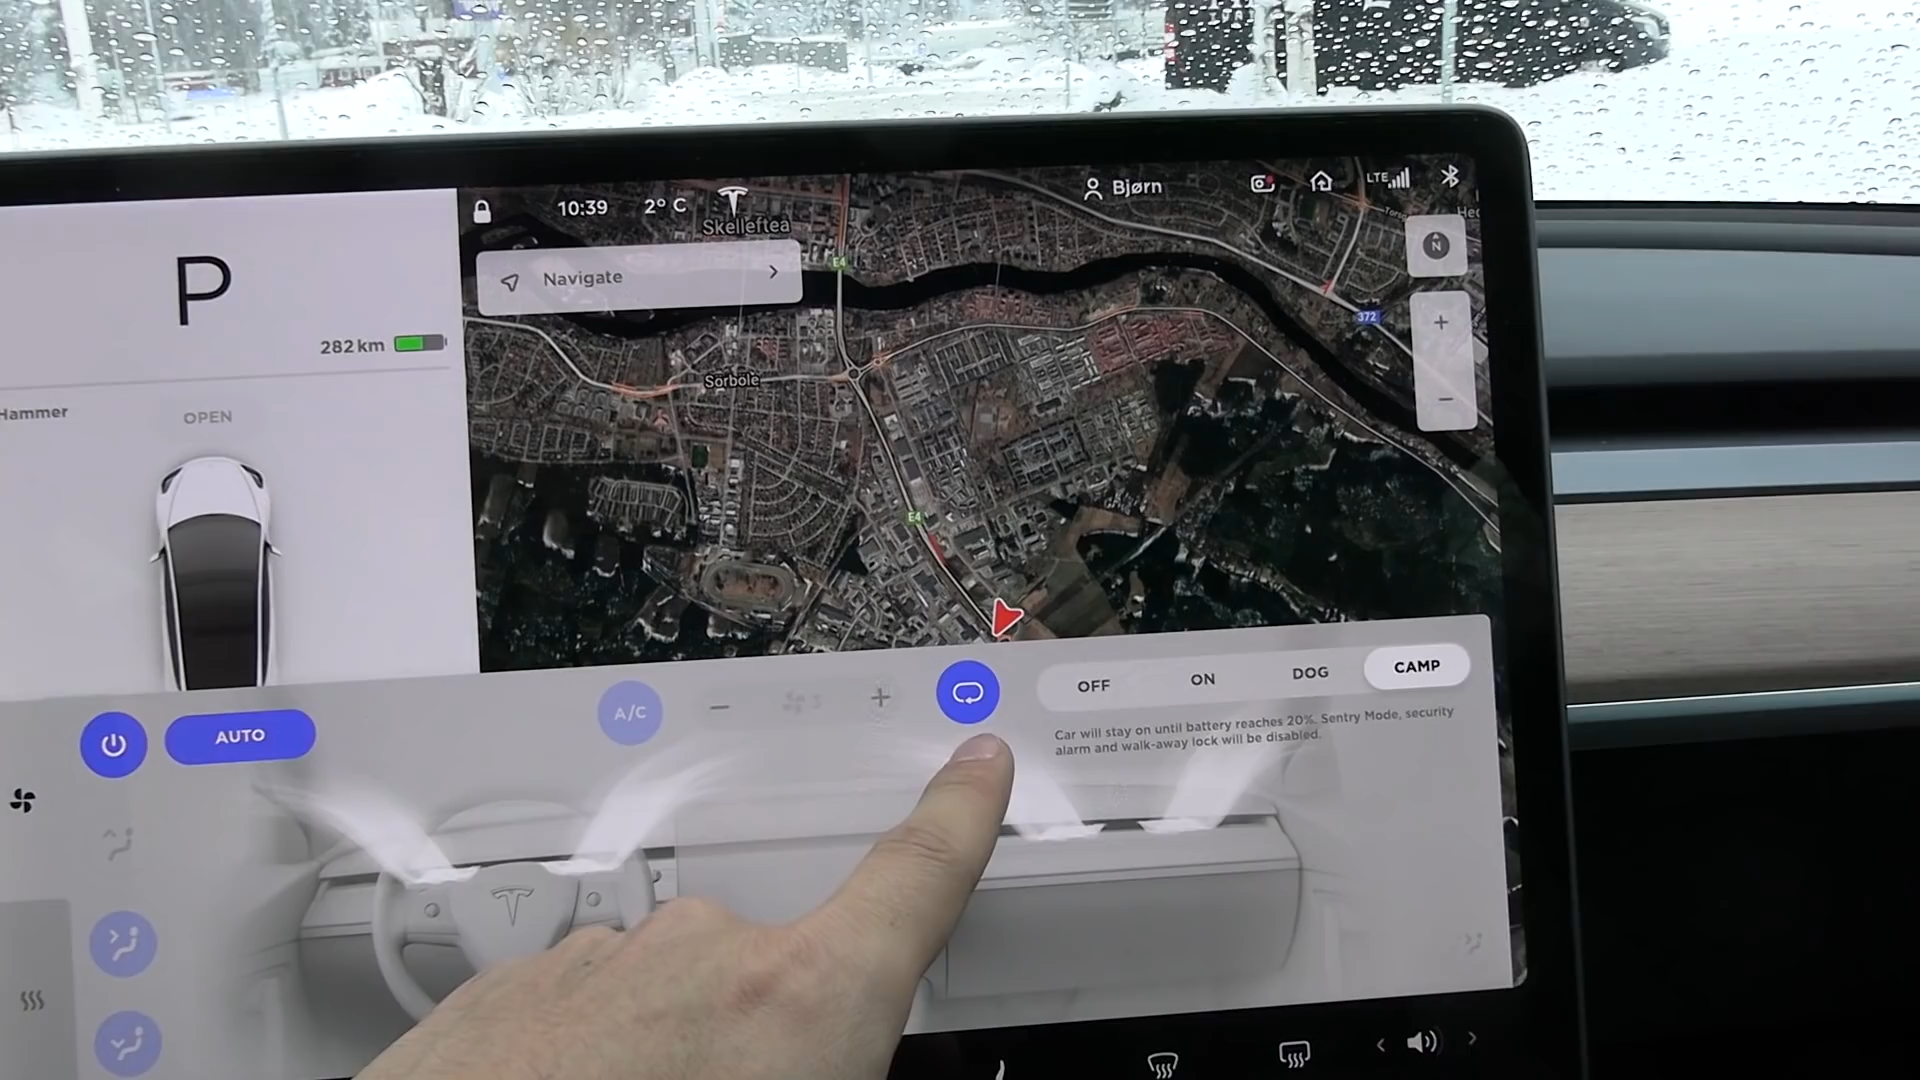 P
282 km
Hammer
OPEN
10:39
2° C
Bjørn
LTE
Skellefteå
Navigate
N
E4
372
Sörböle
E4
+
−
OFF
ON
DOG
CAMP
Car will stay on until battery reaches 20%. Sentry Mode, security
alarm and walk-away lock will be disabled.
AUTO
A/C
−
3
+